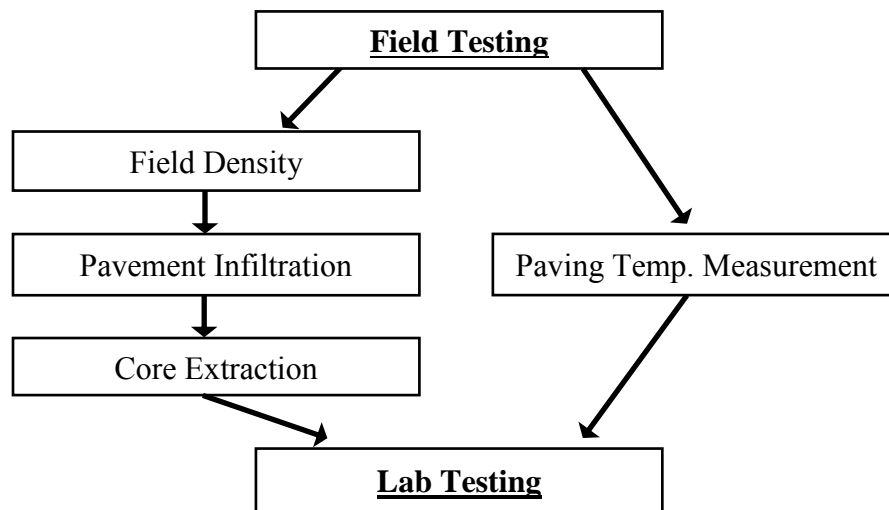 Field Testing
Field Density
Pavement Infiltration
Paving Temp. Measurement
Core Extraction
Lab Testing